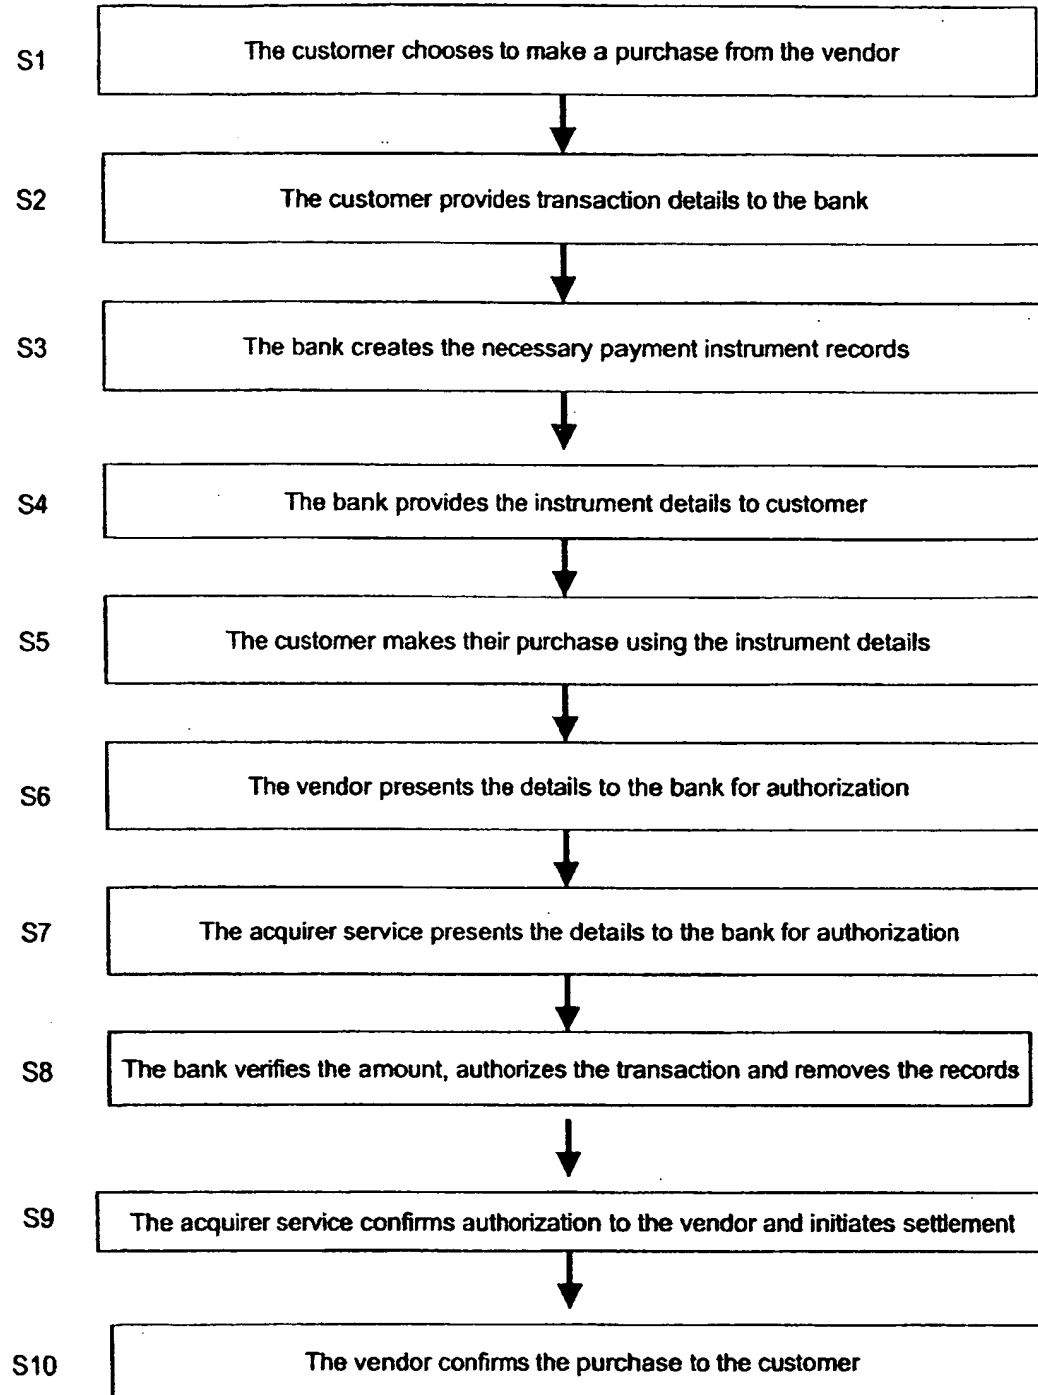 S1 The customer chooses to make a purchase from the vendor
S2 The customer provides transaction details to the bank
S3 The bank creates the necessary payment instrument records
S4 The bank provides the instrument details to customer
S5 The customer makes their purchase using the instrument details
S6 The vendor presents the details to the bank for authorization
S7 The acquirer service presents the details to the bank for authorization
S8 The bank verifies the amount, authorizes the transaction and removes the records
S9 The acquirer service confirms authorization to the vendor and initiates settlement
S10 The vendor confirms the purchase to the customer